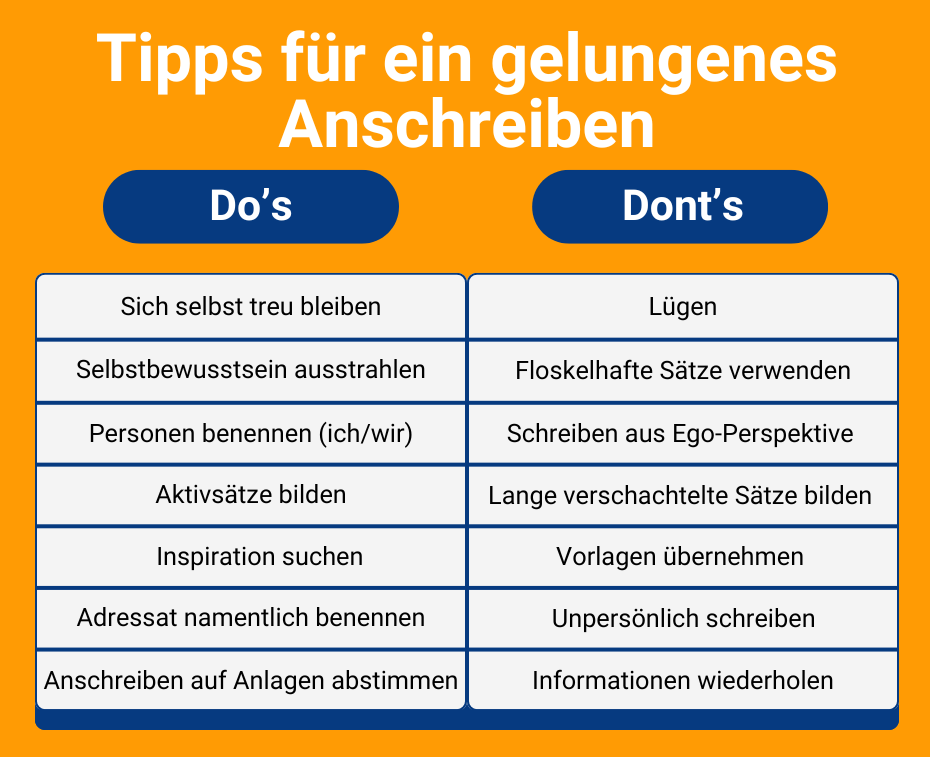 Tipps für ein gelungenes
Anschreiben
Do’s
Dont’s
Sich selbst treu bleiben
Lügen
Selbstbewusstsein ausstrahlen
Floskelhafte Sätze verwenden
Personen benennen (ich/wir)
Schreiben aus Ego-Perspektive
Aktivsätze bilden
Lange verschachtelte Sätze bilden
Inspiration suchen
Vorlagen übernehmen
Adressat namentlich benennen
Unpersönlich schreiben
Anschreiben auf Anlagen abstimmen
Informationen wiederholen